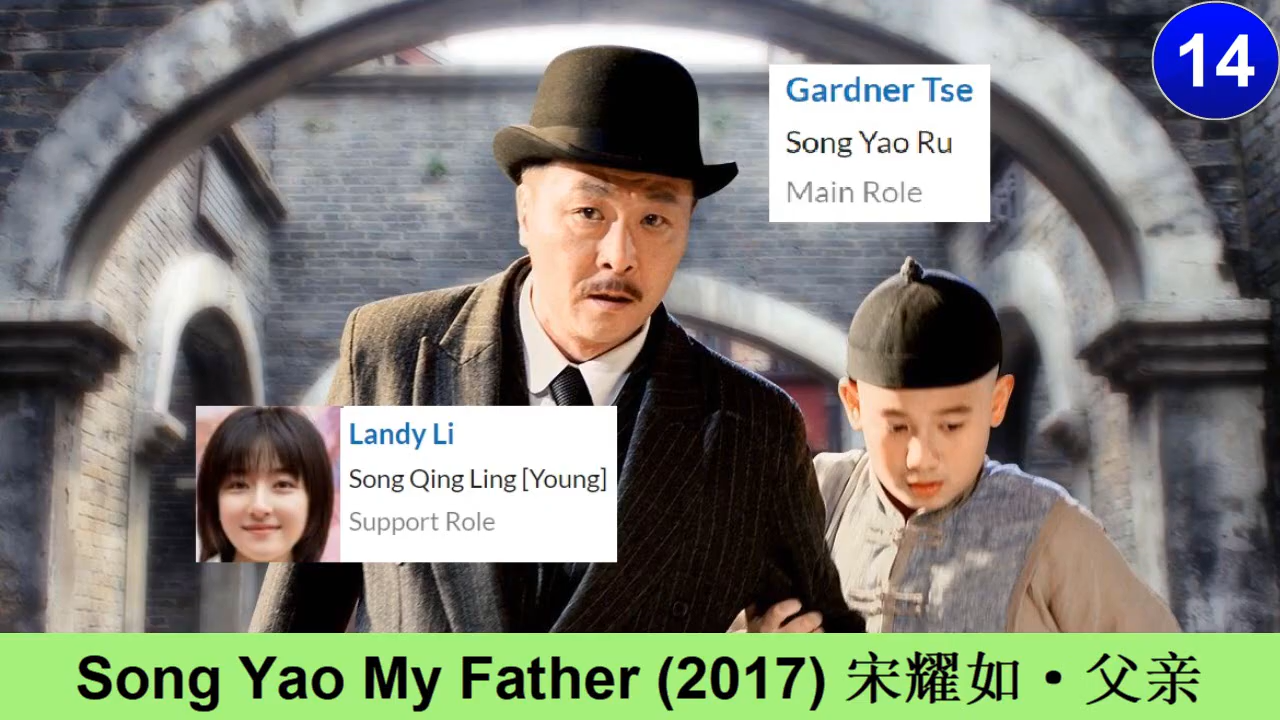 14
Gardner Tse
Song Yao Ru
Main Role
Landy Li
Song Qing Ling [Young]
Support Role
Song Yao My Father (2017) 宋耀如·父亲